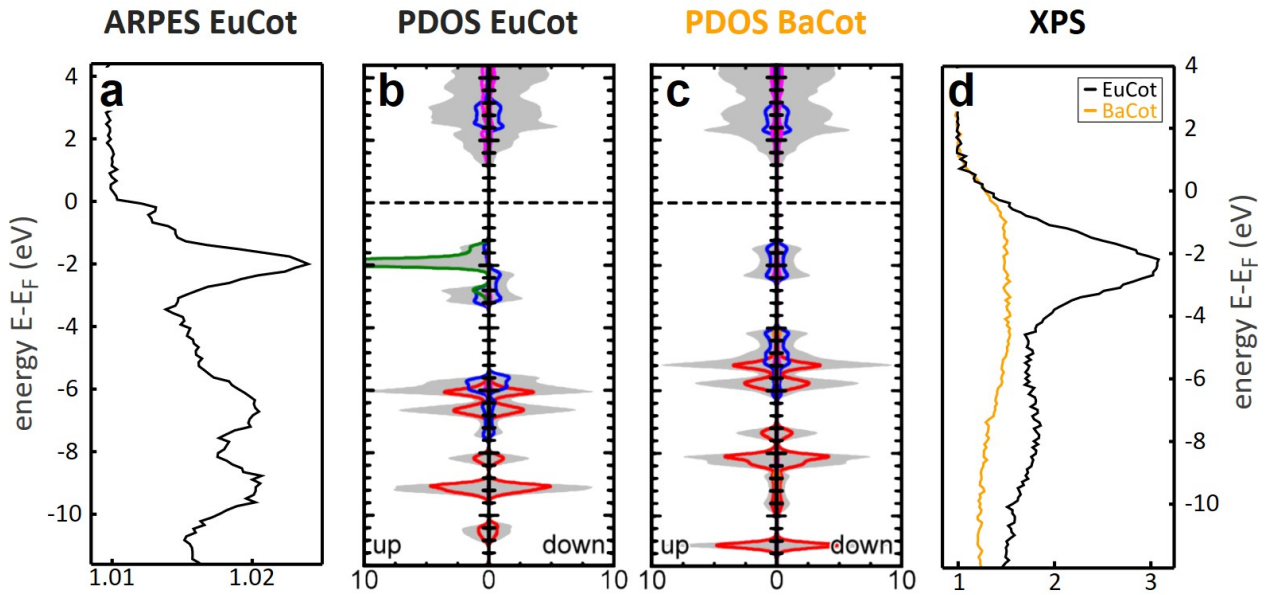 ARPES EuCot
PDOS EuCot
PDOS BaCot
XPS
a
b
c
d
EuCot
BaCot
energy E-E_F (eV)
4
2
0
-2
-4
-6
-8
-10
1.01
1.02
up
down
10
0
10
up
down
10
0
10
4
2
0
-2
-4
-6
-8
-10
1
2
3
energy E-E_F (eV)